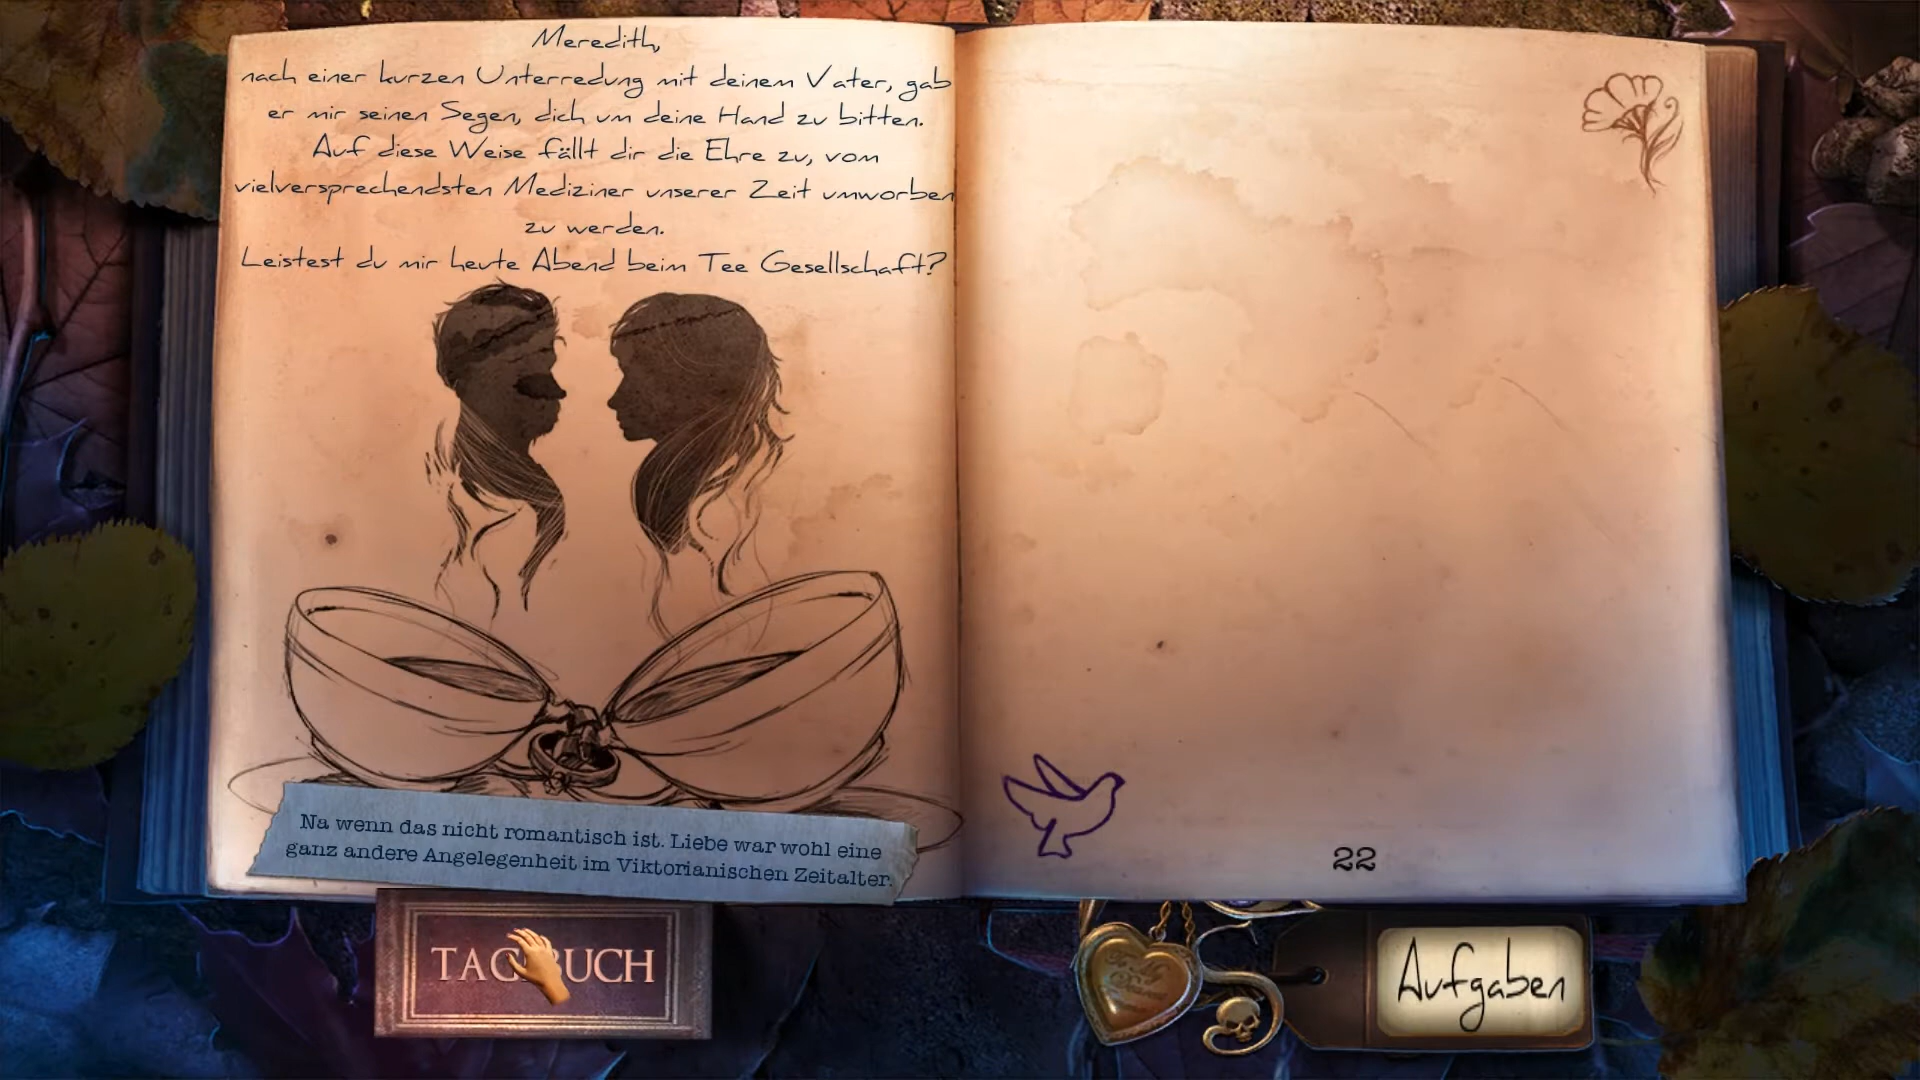 Meredith,
nach einer kurzen Unterredung mit deinem Vater, gab
er mir seinen Segen, dich um deine Hand zu bitten.
Auf diese Weise fällt dir die Ehre zu, vom
vielversprechendsten Mediziner unserer Zeit umworben
zu werden.
Leistest du mir heute Abend beim Tee Gesellschaft?
Na wenn das nicht romantisch ist. Liebe war wohl eine
ganz andere Angelegenheit im Viktorianischen Zeitalter.
22
Aufgaben